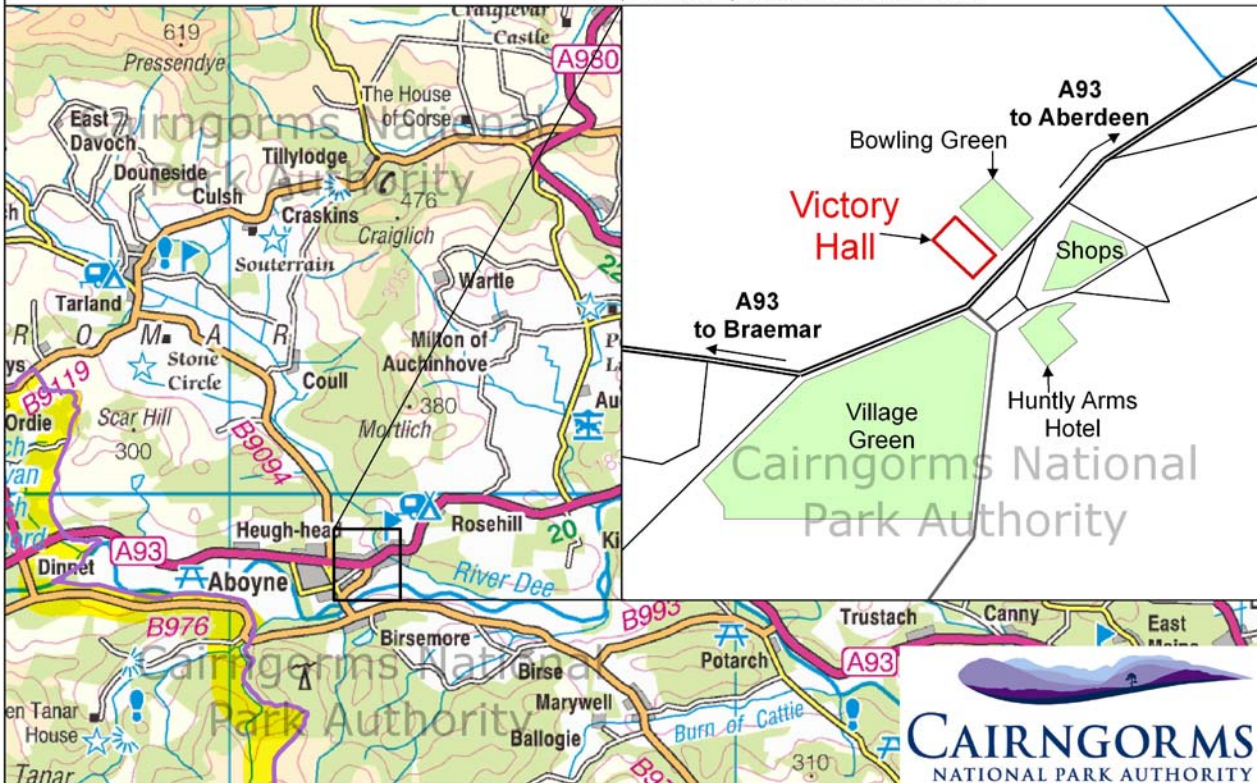 Craigievar
Castle
619
Pressendye
A980
The House
of Corse
East
Davoch
Cairngorms National
Park Authority
Tillylodge
Douneside
Culsh
Craskins
476
Craiglich
Souterrain
305
Wartle
22
Tarland
R O M A R
Milton of
Auchinhove
Stone
Circle
Coull
B9119
Ordie
Scar Hill
300
380
Mortlich
B9094
Heugh-head
Rosehill
20
A93
Dinnet
Aboyne
River Dee
A93
to Aberdeen
Bowling Green
Victory
Hall
Shops
A93
to Braemar
Village
Green
Huntly Arms
Hotel
Cairngorms National
Park Authority
B976
Birsemore
B993
Trustach
Canny
East
Potarch
A93
Birse
Marywell
Cairngorms National
Park Authority
House
Ballogie
Burn of Cattie
310
Tanar
CAIRNGORMS
NATIONAL PARK AUTHORITY